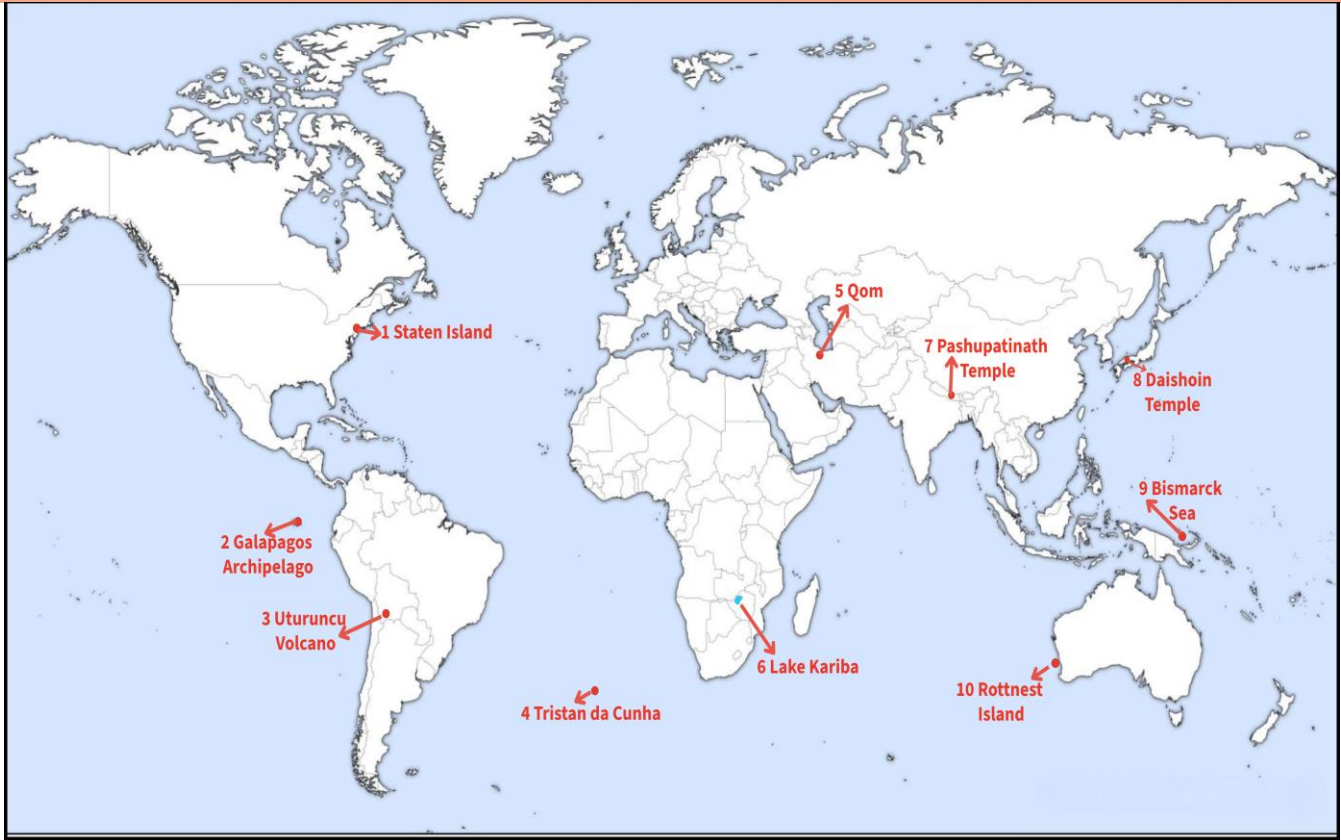 5 Qom
1 Staten Island
7 Pashupatinath
Temple
8 Daishoin
Temple
9 Bismarck
Sea
2 Galapagos
Archipelago
3 Uturuncu
Volcano
6 Lake Kariba
10 Rottnest
Island
4 Tristan da Cunha